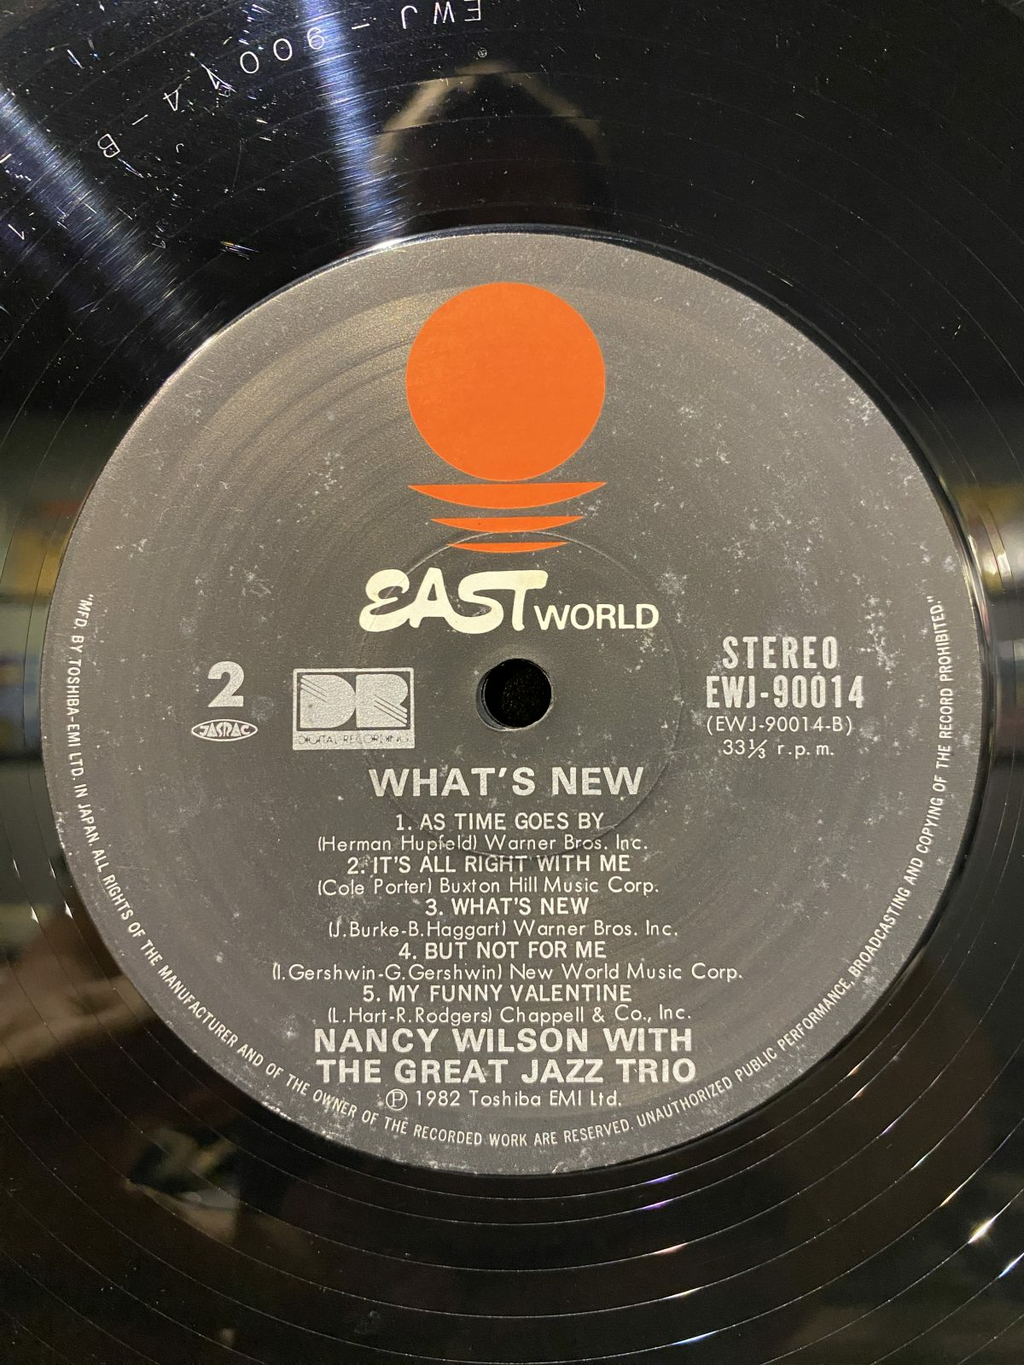 EWJ-90014-B
EAST WORLD
2
JASRAC
DR
DIGITAL RECORDING
STEREO
EWJ-90014
(EWJ-90014-B)
33⅓ r.p.m.
WHAT'S NEW
1. AS TIME GOES BY
(Herman Hupfeld) Warner Bros. Inc.
2. IT'S ALL RIGHT WITH ME
(Cole Porter) Buxton Hill Music Corp.
3. WHAT'S NEW
(J.Burke-B.Haggart) Warner Bros. Inc.
4. BUT NOT FOR ME
(I.Gershwin-G.Gershwin) New World Music Corp.
5. MY FUNNY VALENTINE
(L.Hart-R.Rodgers) Chappell & Co., Inc.
NANCY WILSON WITH
THE GREAT JAZZ TRIO
Ⓟ 1982 Toshiba EMI Ltd.
"MFD. BY TOSHIBA-EMI LTD. IN JAPAN. ALL RIGHTS OF THE MANUFACTURER AND OF THE OWNER OF THE RECORDED WORK ARE RESERVED. UNAUTHORIZED PUBLIC PERFORMANCE, BROADCASTING AND COPYING OF THE RECORD PROHIBITED."